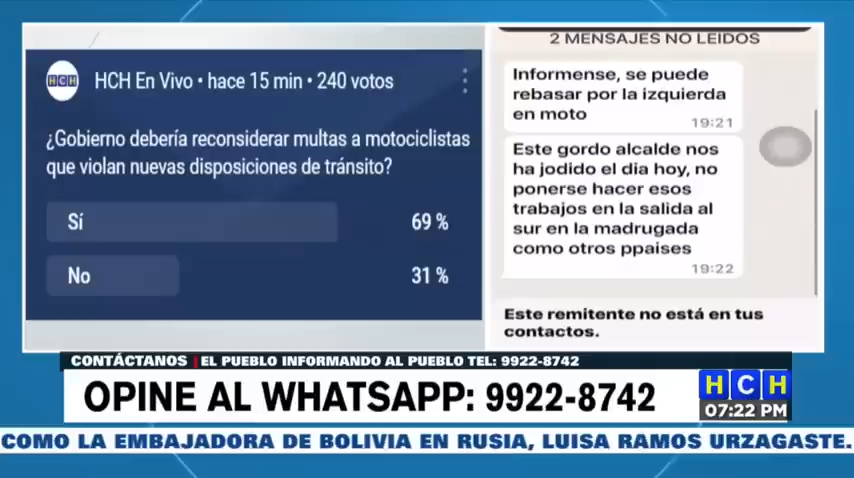 HCH
HCH En Vivo • hace 15 min • 240 votos
¿Gobierno debería reconsiderar multas a motociclistas
que violan nuevas disposiciones de tránsito?
Sí 69 %
No 31 %
2 MENSAJES NO LEIDOS
Informense, se puede
rebasar por la izquierda
en moto
19:21
Este gordo alcalde nos
ha jodido el dia hoy, no
ponerse hacer esos
trabajos en la salida al
sur en la madrugada
como otros ppaises
19:22
Este remitente no está en tus
contactos.
CONTÁCTANOS | EL PUEBLO INFORMANDO AL PUEBLO TEL: 9922-8742
OPINE AL WHATSAPP: 9922-8742
HCH
07:22 PM
COMO LA EMBAJADORA DE BOLIVIA EN RUSIA, LUISA RAMOS URZAGASTE.